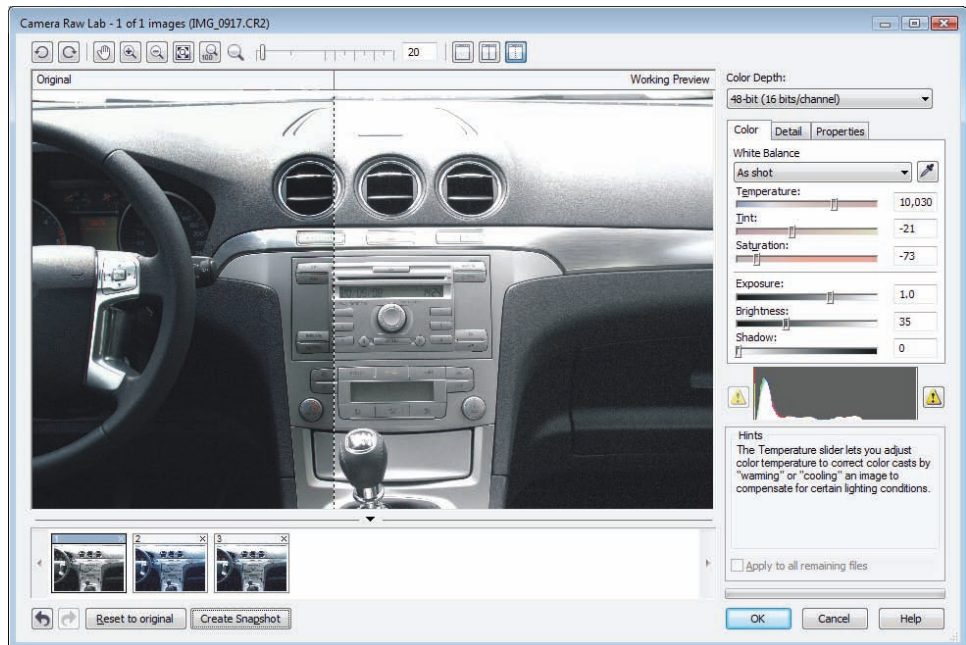 Camera Raw Lab - 1 of 1 images (IMG_0917.CR2)
100%
20
Original
Working Preview
Color Depth:
48-bit (16 bits/channel)
Color Detail Properties
White Balance
As shot
Temperature:
10,030
Tint:
-21
Saturation:
-73
Exposure:
1.0
Brightness:
35
Shadow:
0
Hints
The Temperature slider lets you adjust
color temperature to correct color casts by
"warming" or "cooling" an image to
compensate for certain lighting conditions.
Apply to all remaining files
1
2
3
Reset to original
Create Snapshot
OK
Cancel
Help